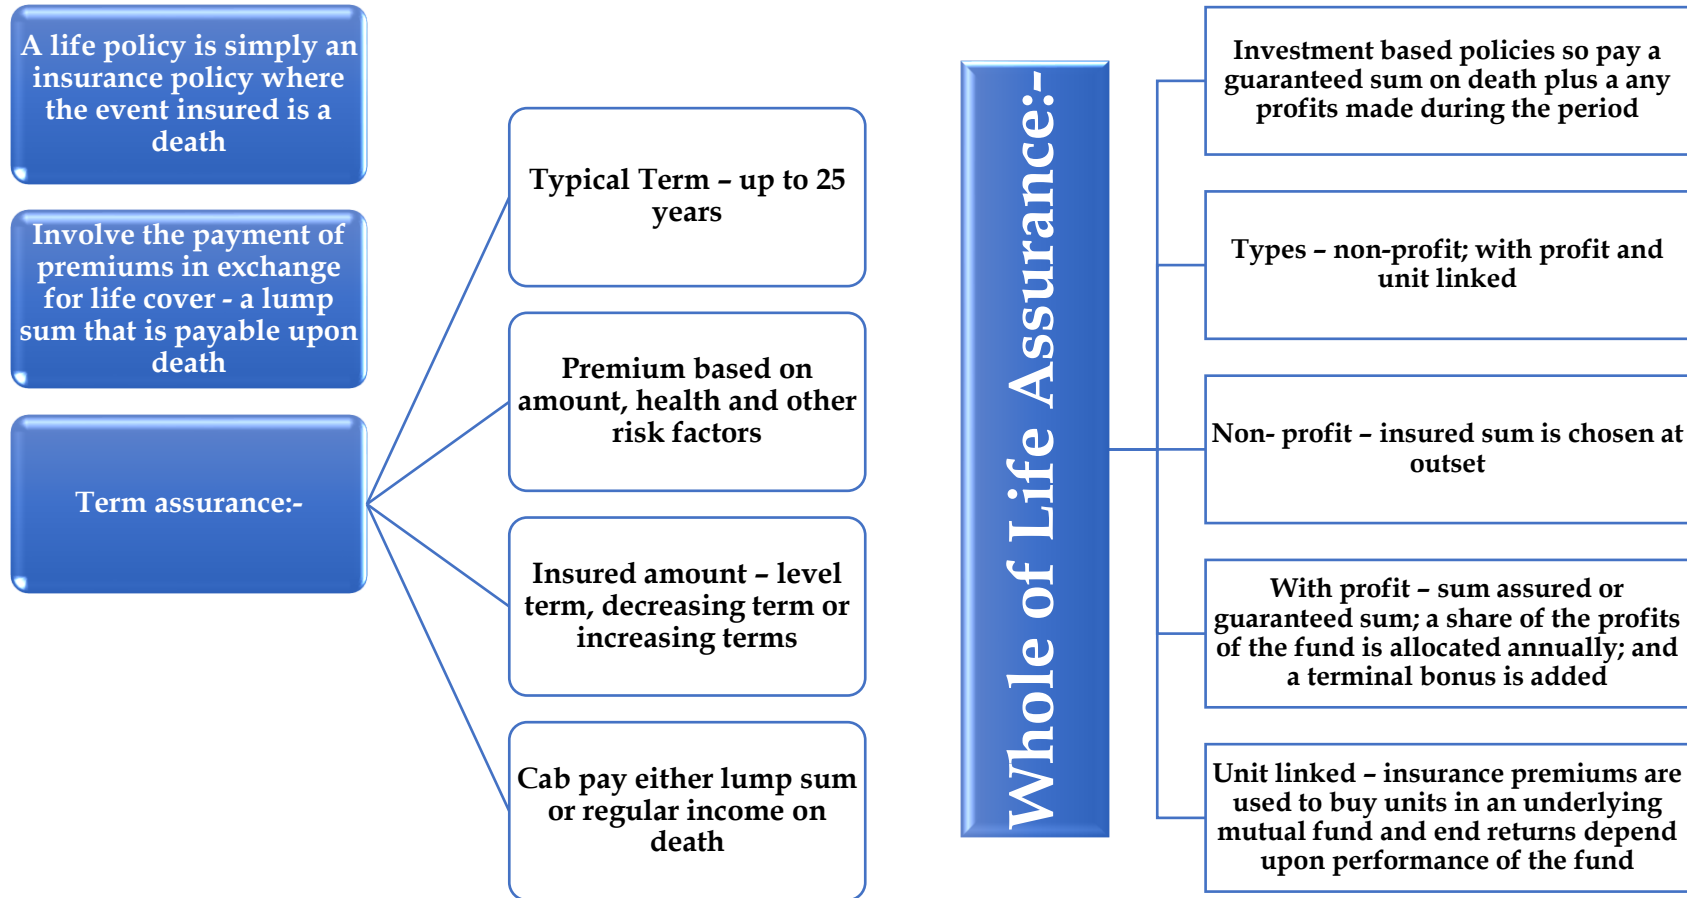 A life policy is simply an
insurance policy where
the event insured is a
death
Involve the payment of
premiums in exchange
for life cover - a lump
sum that is payable upon
death
Term assurance:-
Typical Term – up to 25
years
Premium based on
amount, health and other
risk factors
Insured amount – level
term, decreasing term or
increasing terms
Cab pay either lump sum
or regular income on
death
Whole of Life Assurance:-
Investment based policies so pay a
guaranteed sum on death plus a any
profits made during the period
Types – non-profit; with profit and
unit linked
Non- profit – insured sum is chosen at
outset
With profit – sum assured or
guaranteed sum; a share of the profits
of the fund is allocated annually; and
a terminal bonus is added
Unit linked – insurance premiums are
used to buy units in an underlying
mutual fund and end returns depend
upon performance of the fund